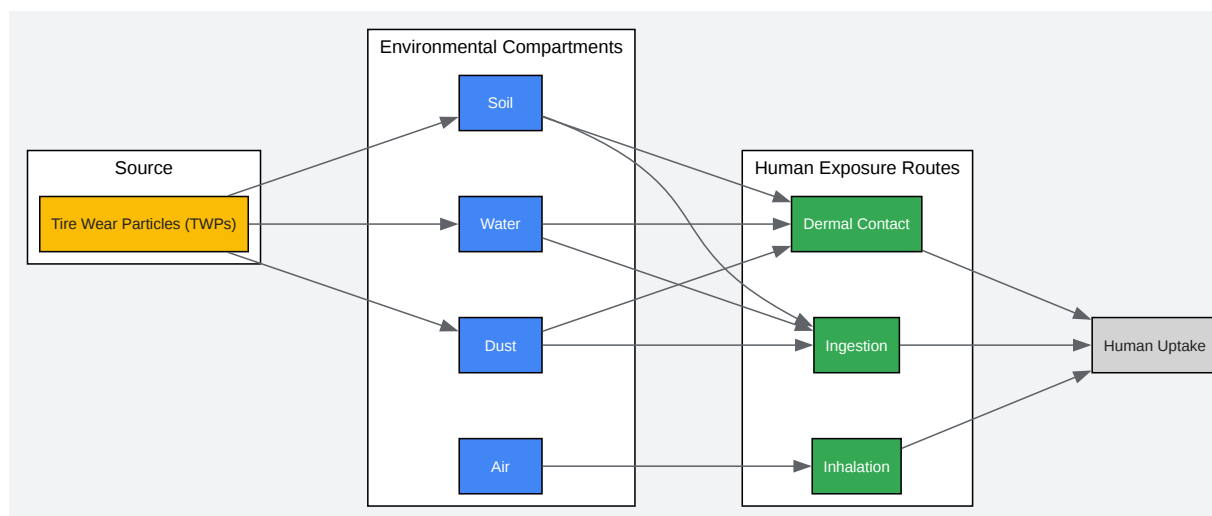 Environmental Compartments
Soil
Source
Human Exposure Routes
Tire Wear Particles (TWPs)
Water
Dermal Contact
Dust
Ingestion
Human Uptake
Air
Inhalation